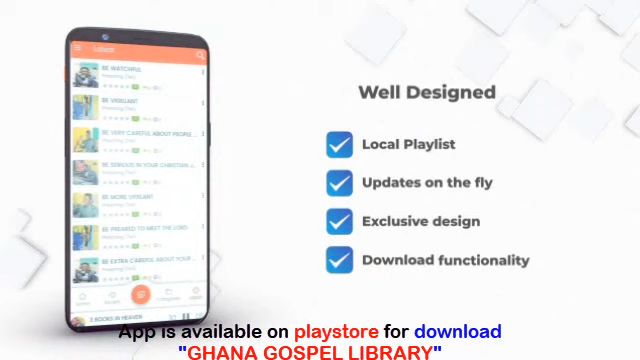 BE WATCHFUL
BE VIGILANT
BE VERY CAREFUL ABOUT PEOPLE
BE SERIOUS IN YOUR CHRISTIAN
BE MORE VIGILANT
BE PREPARED TO MEET THE LORD
BE EXTRA CAREFUL ABOUT YOUR
3 BOOKS IN HEAVEN
Well Designed
Local Playlist
Updates on the fly
Exclusive design
Download functionality
App is available on playstore for download
"GHANA GOSPEL LIBRARY"